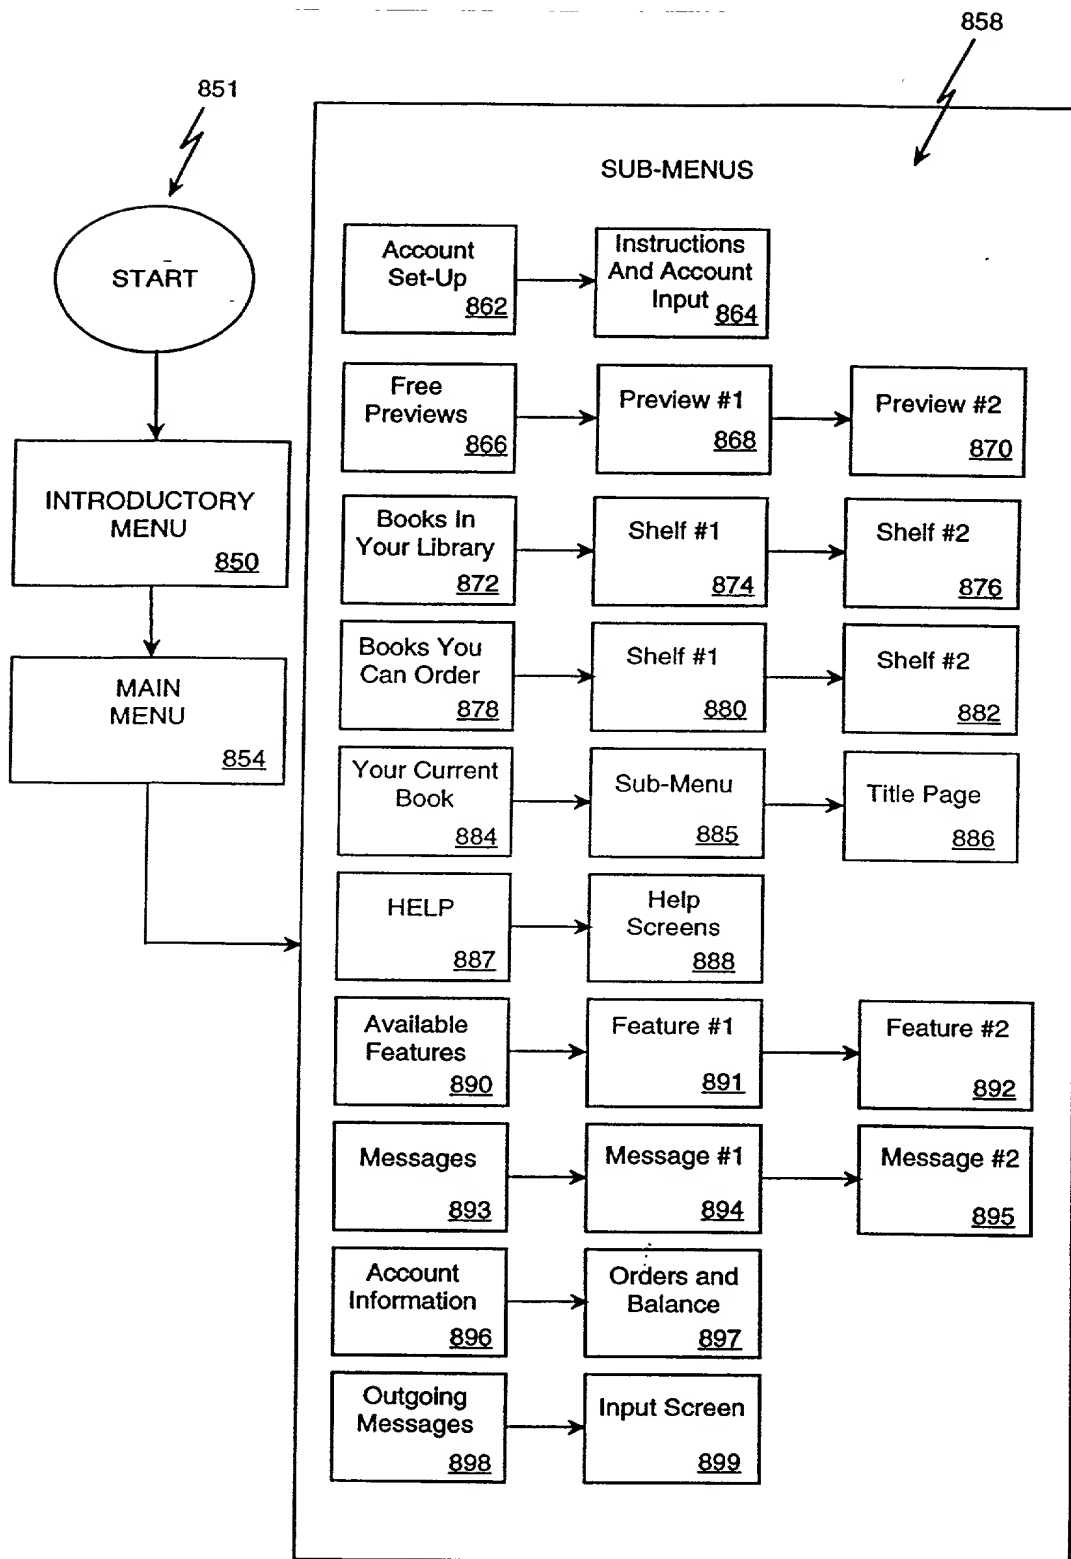 858
851
SUB-MENUS
START
INTRODUCTORY
MENU
850
MAIN
MENU
854
Account
Set-Up
862
Instructions
And Account
Input
864
Free
Previews
866
Preview #1
868
Preview #2
870
Books In
Your Library
872
Shelf #1
874
Shelf #2
876
Books You
Can Order
878
Shelf #1
880
Shelf #2
882
Your Current
Book
884
Sub-Menu
885
Title Page
886
HELP
887
Help
Screens
888
Available
Features
890
Feature #1
891
Feature #2
892
Messages
893
Message #1
894
Message #2
895
Account
Information
896
Orders and
Balance
897
Outgoing
Messages
898
Input Screen
899